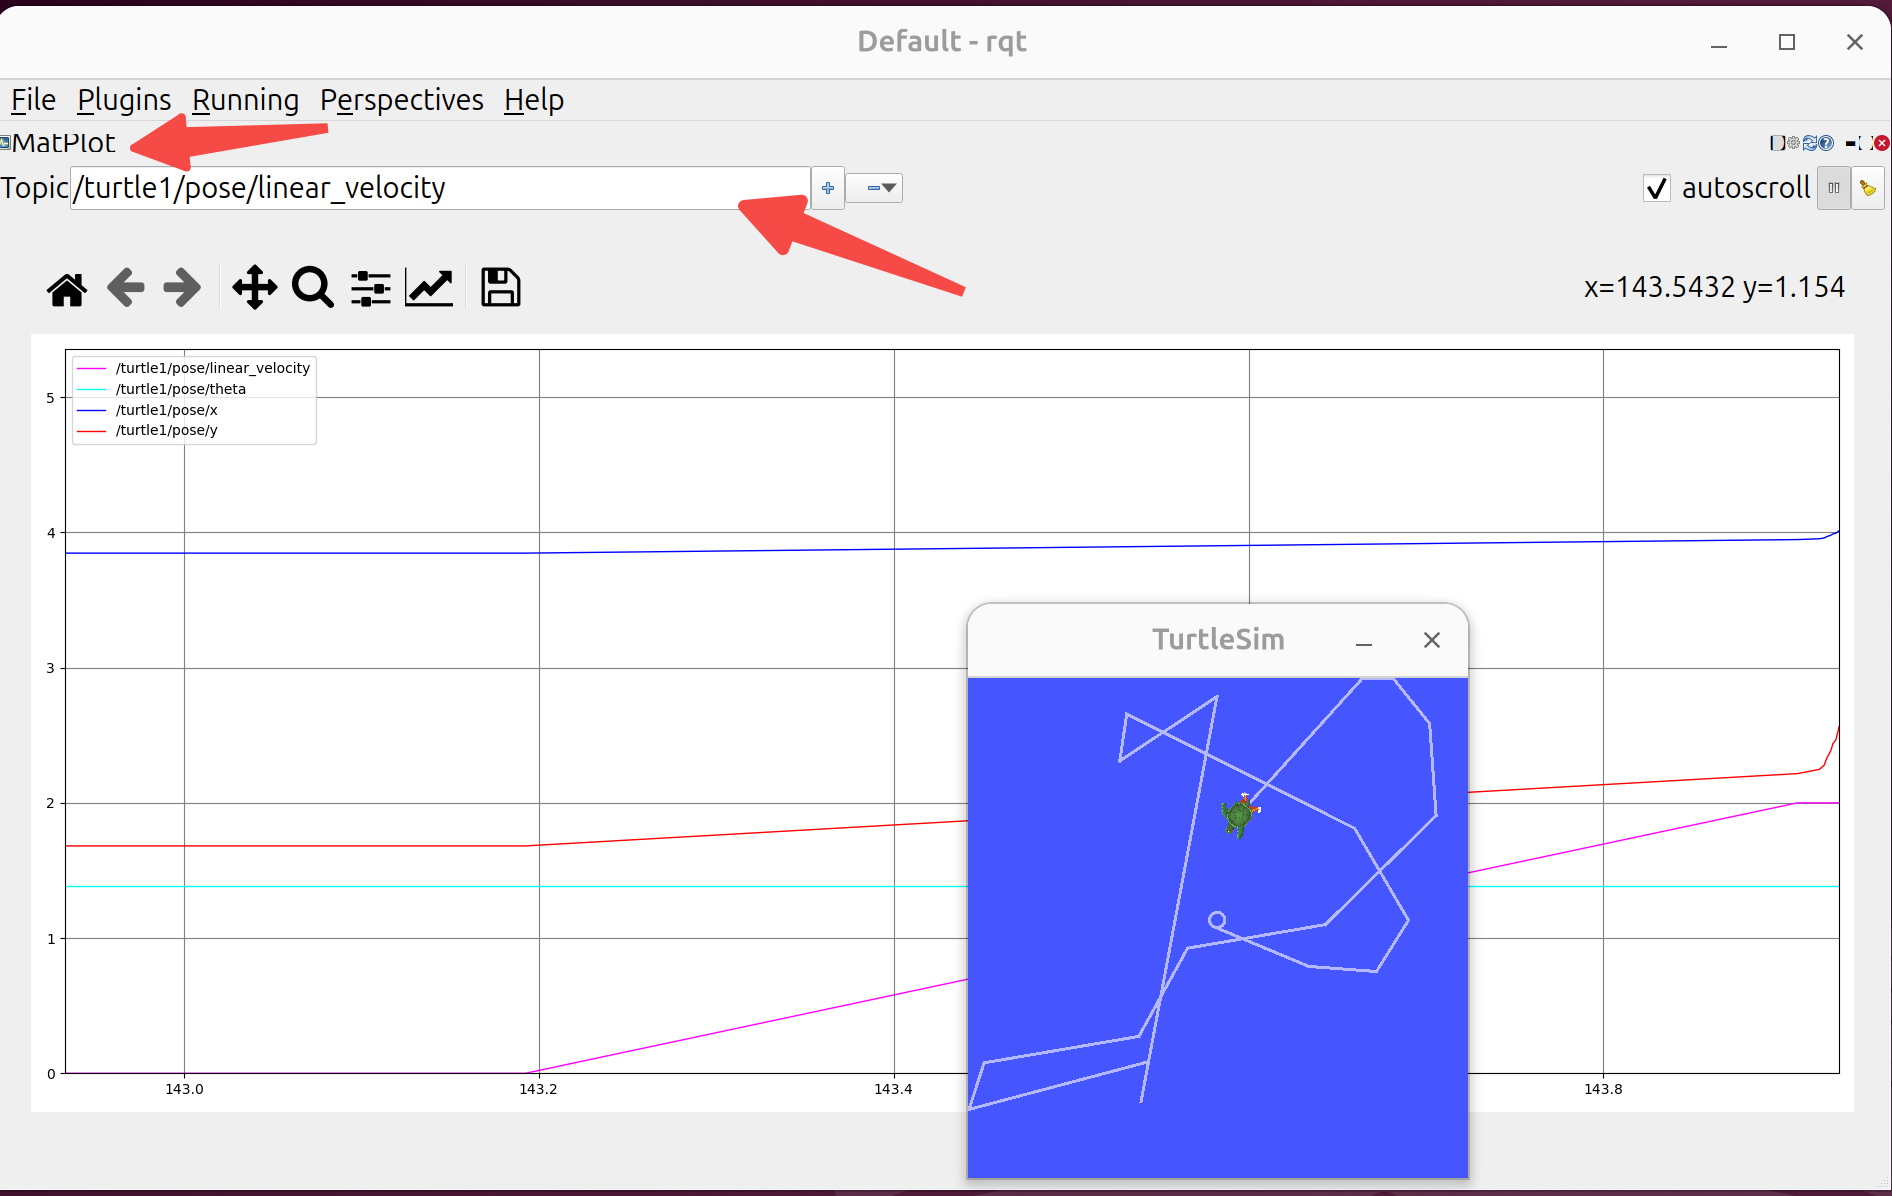 Default - rqt
File Plugins Running Perspectives Help
MatPlot
Topic /turtle1/pose/linear_velocity
autoscroll
x=143.5432 y=1.154
/turtle1/pose/linear_velocity
/turtle1/pose/theta
/turtle1/pose/x
/turtle1/pose/y
5
4
3
2
1
0
143.0 143.2 143.4 143.8
TurtleSim